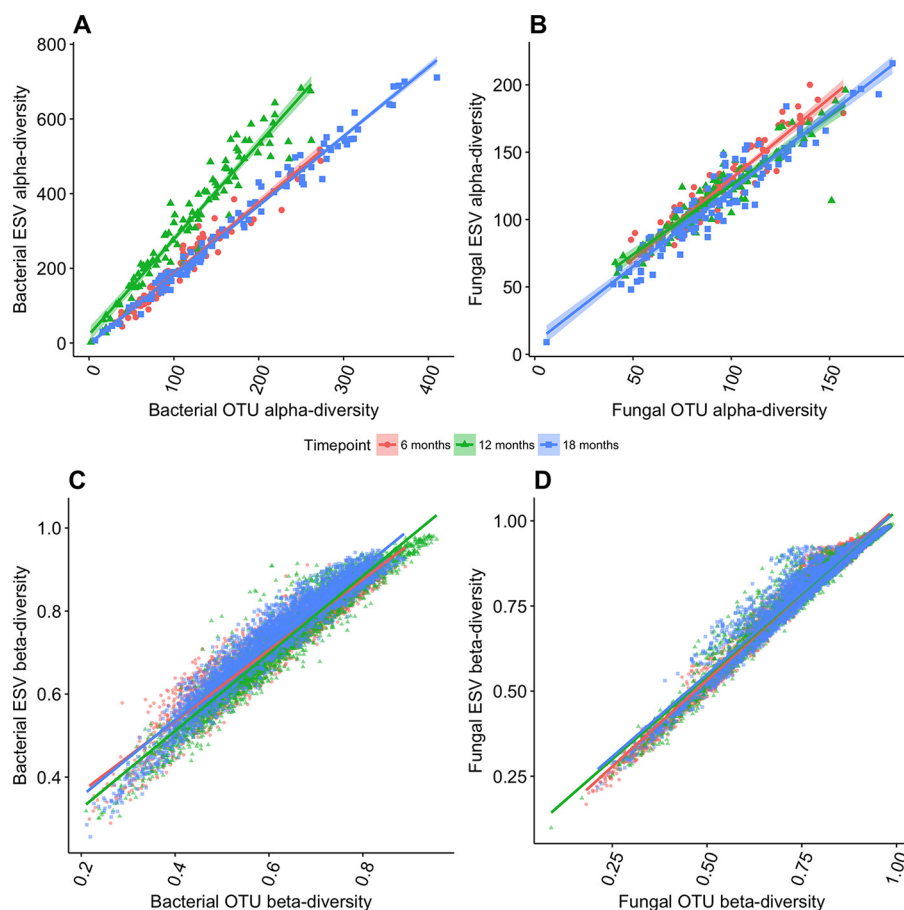 A
B
800
600
400
200
0
Bacterial ESV alpha-diversity
0
100
200
300
400
Bacterial OTU alpha-diversity
200
150
100
50
0
Fungal ESV alpha-diversity
0
50
100
150
Fungal OTU alpha-diversity
Timepoint 6 months 12 months 18 months
C
D
1.0
0.8
0.6
0.4
Bacterial ESV beta-diversity
0.2
0.4
0.6
0.8
Bacterial OTU beta-diversity
1.00
0.75
0.50
0.25
Fungal ESV beta-diversity
0.25
0.50
0.75
1.00
Fungal OTU beta-diversity